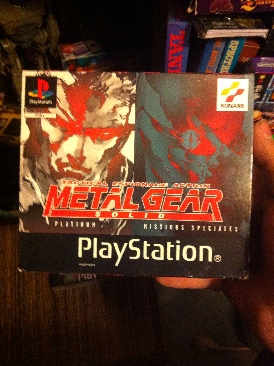 PlayStation
KONAMI
TACTICAL ESPIONAGE ACTION
METAL GEAR
SOLID
PLATINUM
MISSIONS SPECIALES
PlayStation®